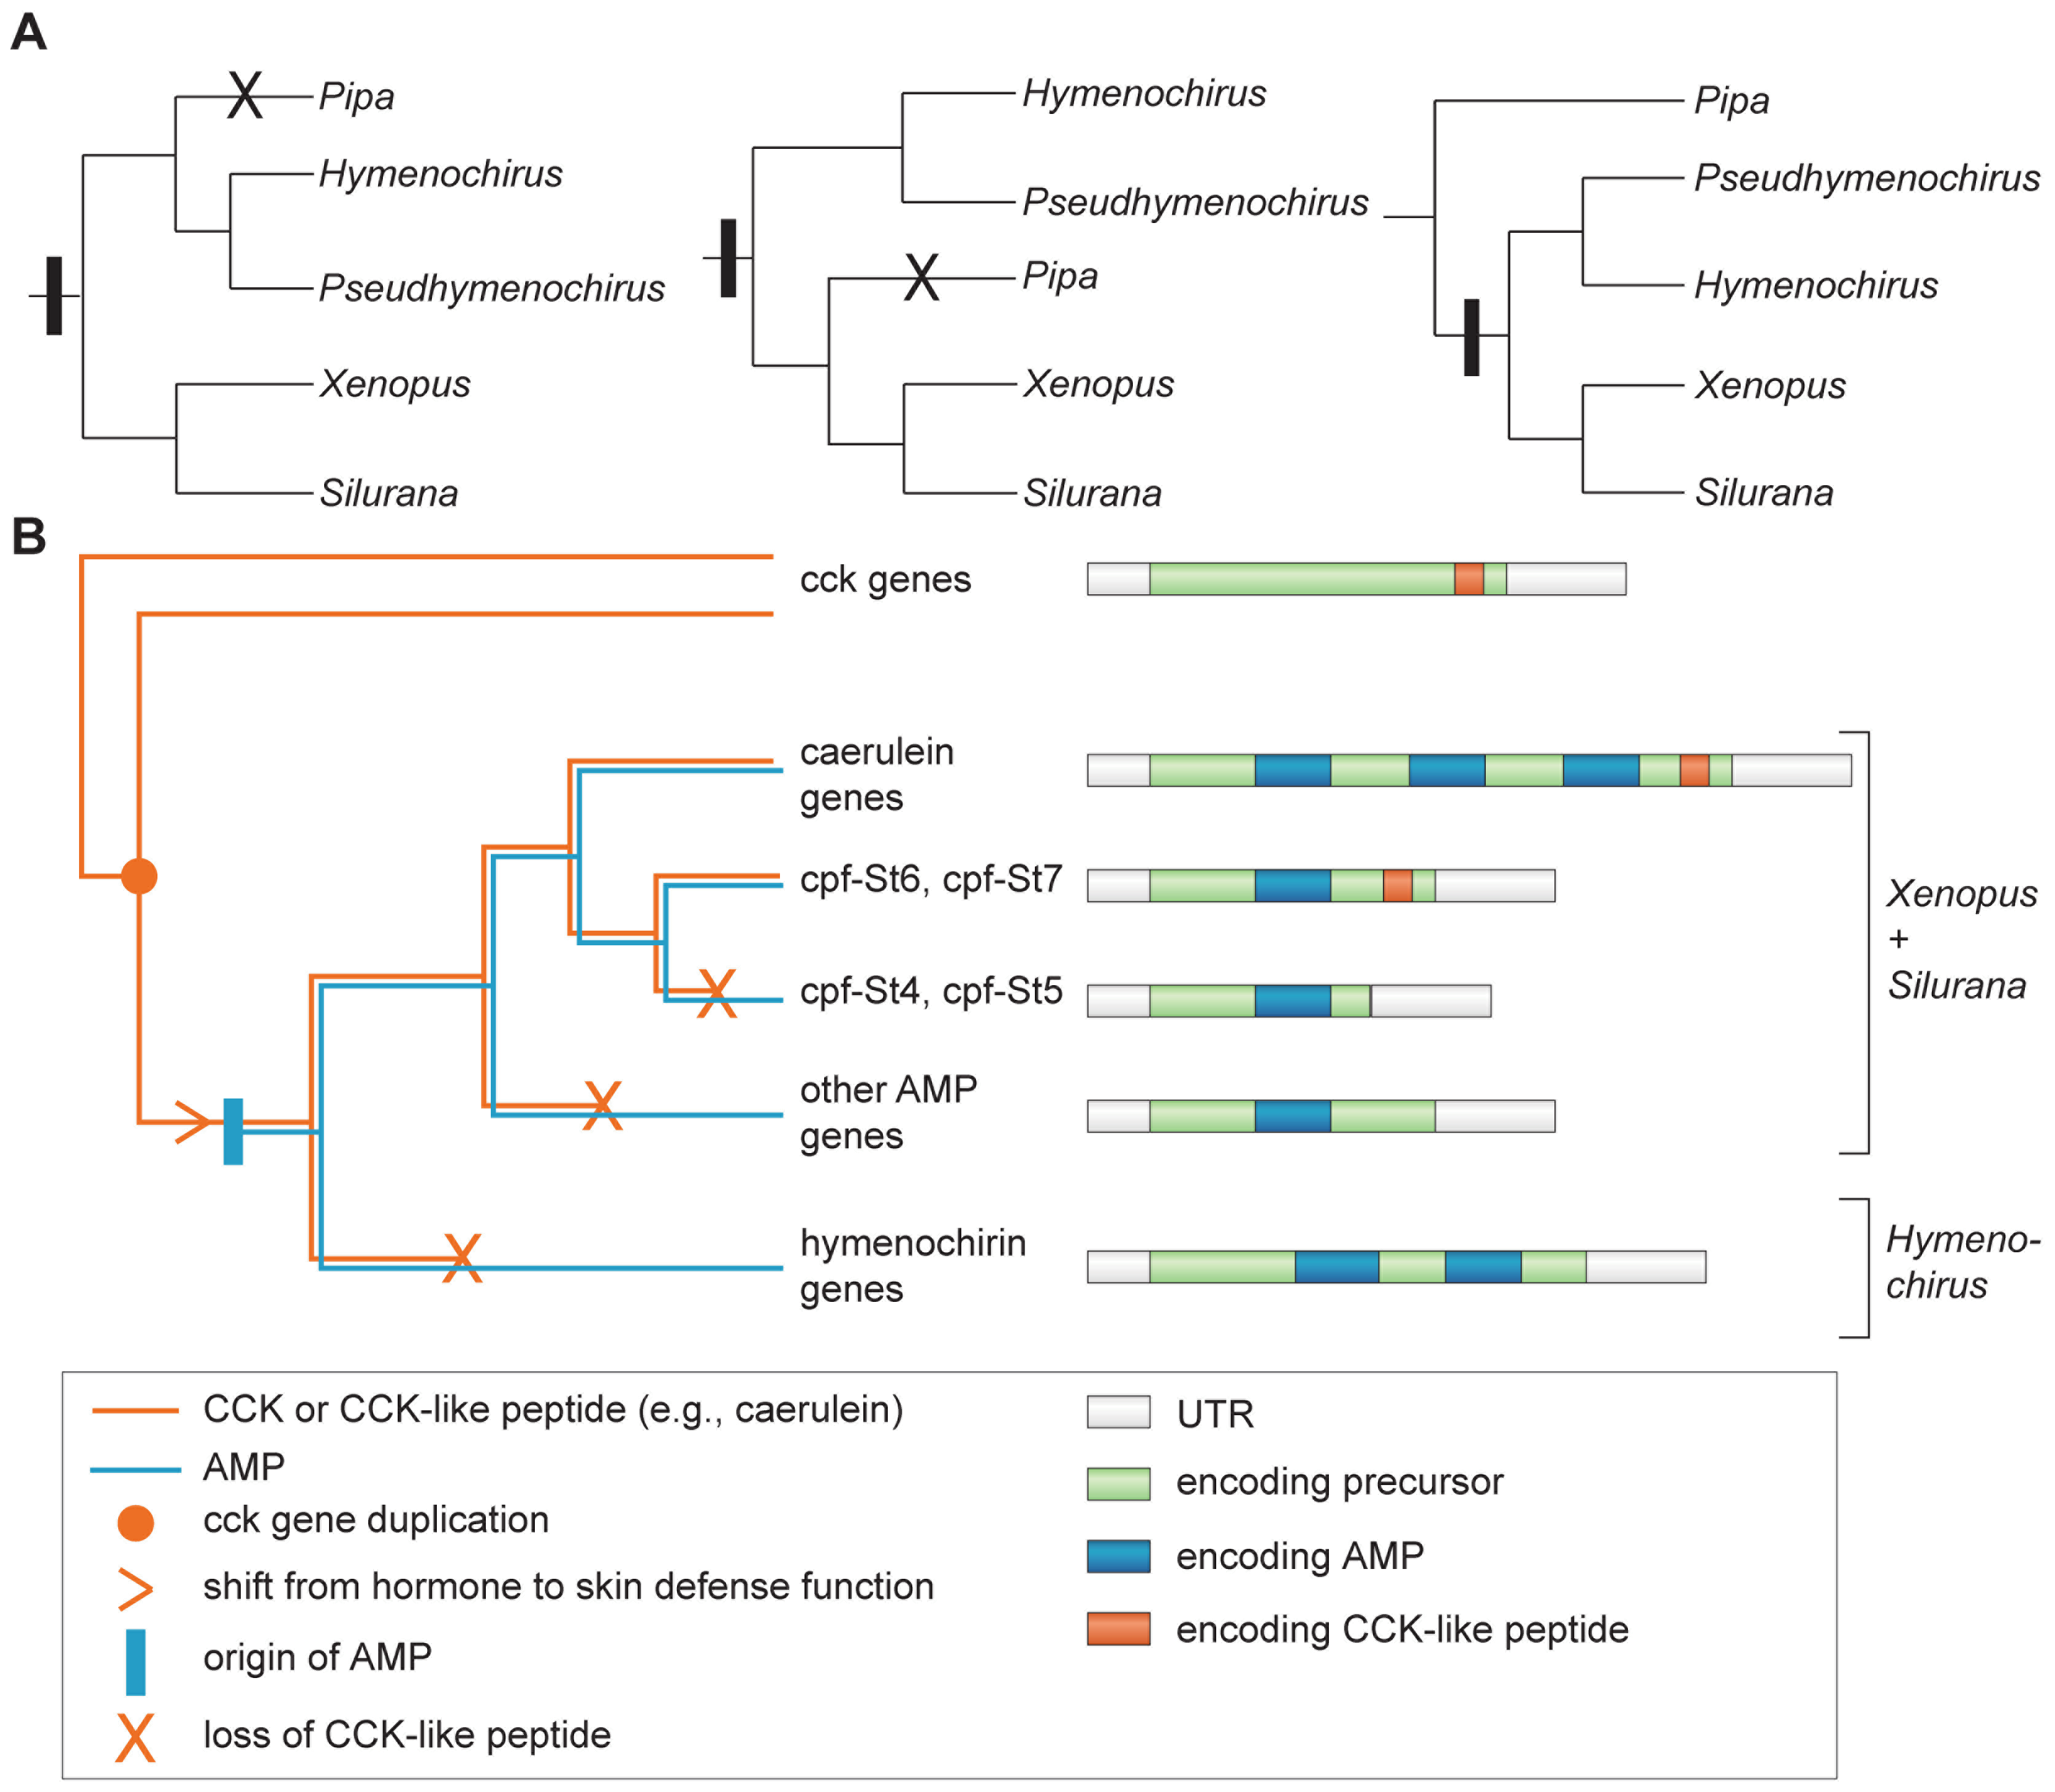 A
Pipa
Hymenochirus
Pseudhymenochirus
Xenopus
Silurana
Hymenochirus
Pseudhymenochirus
Pipa
Xenopus
Silurana
Pipa
Pseudhymenochirus
Hymenochirus
Xenopus
Silurana
B
cck genes
caerulein
genes
cpf-St6, cpf-St7
cpf-St4, cpf-St5
other AMP
genes
hymenochirin
genes
Xenopus
+
Silurana
Hymeno-
chirus
CCK or CCK-like peptide (e.g., caerulein)
AMP
cck gene duplication
shift from hormone to skin defense function
origin of AMP
loss of CCK-like peptide
UTR
encoding precursor
encoding AMP
encoding CCK-like peptide